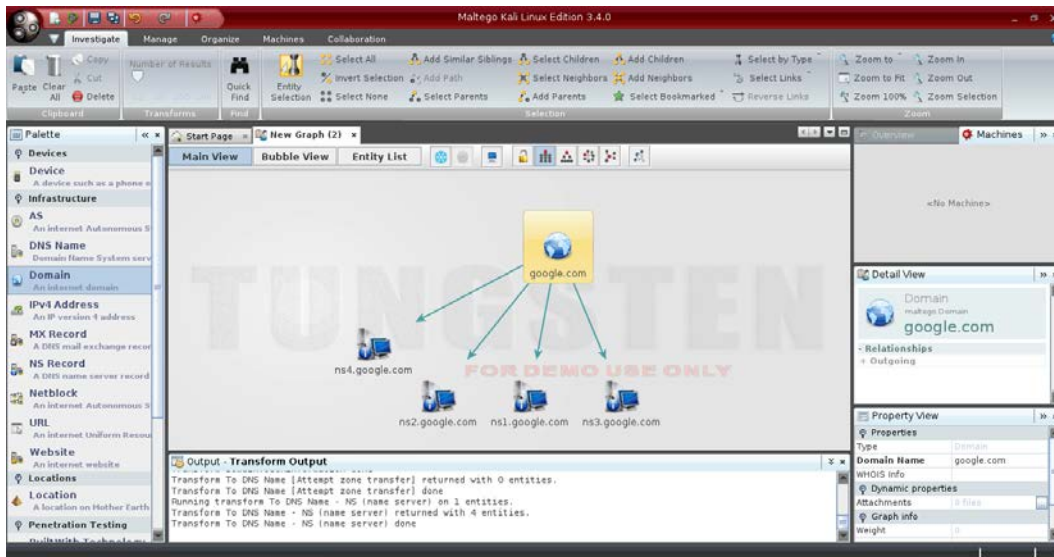 Maltego Kali Linux Edition 3.4.0
Investigate Manage Organize Machines Collaboration
Paste
Clear All
Copy
Cut
Delete
Clipboard
Number of Results
Transforms
Quick Find
Find
Entity Selection
Select All
Invert Selection
Select None
Add Similar Siblings
Add Path
Select Parents
Select Children
Select Neighbors
Add Parents
Add Children
Add Neighbors
Select Bookmarked
Select by Type
Select Links
Reverse Links
Selection
Zoom to
Zoom to Fit
Zoom 100%
Zoom In
Zoom Out
Zoom Selection
Zoom
Palette
Devices
Device
A device such as a phone o
Infrastructure
AS
An internet Autonomous S
DNS Name
Domain Name System serv
Domain
An internet domain
IPv4 Address
An IP version 4 address
MX Record
A DNS mail exchange recor
NS Record
A DNS name server record
Netblock
An internet Autonomous S
URL
An internet Uniform Resou
Website
An internet website
Locations
Location
A location on Mother Earth
Penetration Testing
BuiltWith Technology
Start Page
New Graph (2)
Main View Bubble View Entity List
TUNGSTEN
FOR DEMO USE ONLY
google.com
ns4.google.com
ns2.google.com ns1.google.com ns3.google.com
Output - Transform Output
Transform To DNS Name [Attempt zone transfer] returned with 0 entities.
Transform To DNS Name [Attempt zone transfer] done
Running transform To DNS Name - NS (name server) on 1 entities.
Transform To DNS Name - NS (name server) returned with 4 entities.
Transform To DNS Name - NS (name server) done
Overview Machines
<No Machine>
Detail View
Domain
maltego.Domain
google.com
- Relationships
+ Outgoing
Property View
Properties
Type Domain
Domain Name google.com
WHOIS Info
Dynamic properties
Attachments 0 files
Graph info
Weight 0